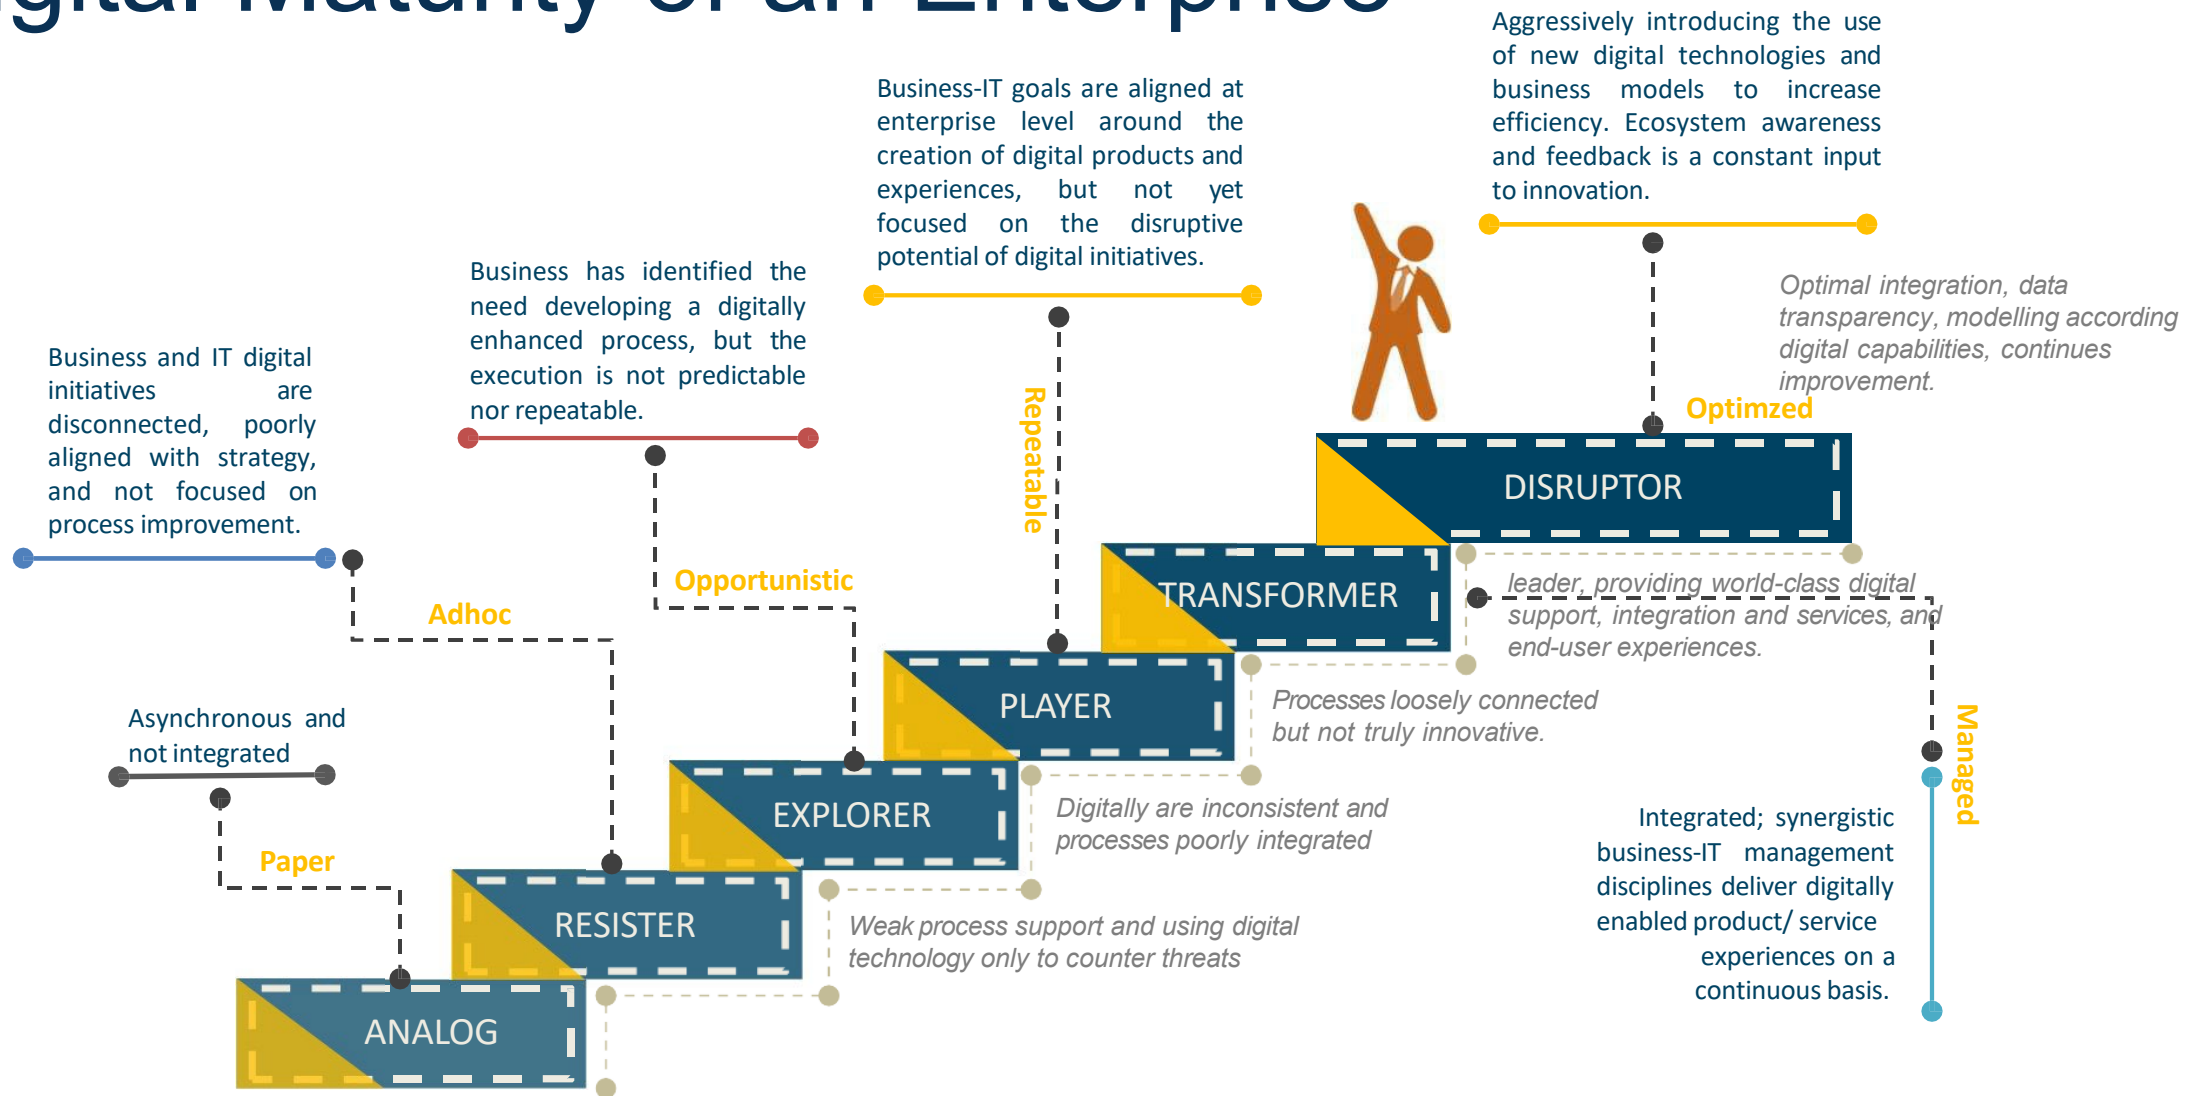 Digital Maturity of an Enterprise
Aggressively introducing the use
of new digital technologies and
business models to increase
efficiency. Ecosystem awareness
and feedback is a constant input
to innovation.
Business-IT goals are aligned at
enterprise level around the
creation of digital products and
experiences, but not yet
focused on the disruptive
potential of digital initiatives.
Business has identified the
need developing a digitally
enhanced process, but the
execution is not predictable
nor repeatable.
Business and IT digital
initiatives are
disconnected, poorly
aligned with strategy,
and not focused on
process improvement.
Asynchronous and
not integrated
Optimal integration, data
transparency, modelling according
digital capabilities, continues
improvement.
Optimzed
Repeatable
Opportunistic
Adhoc
Paper
DISRUPTOR
TRANSFORMER
PLAYER
EXPLORER
RESISTER
ANALOG
leader, providing world-class digital
support, integration and services, and
end-user experiences.
Processes loosely connected
but not truly innovative.
Digitally are inconsistent and
processes poorly integrated
Weak process support and using digital
technology only to counter threats
Managed
Integrated; synergistic
business-IT management
disciplines deliver digitally
enabled product/ service
experiences on a
continuous basis.